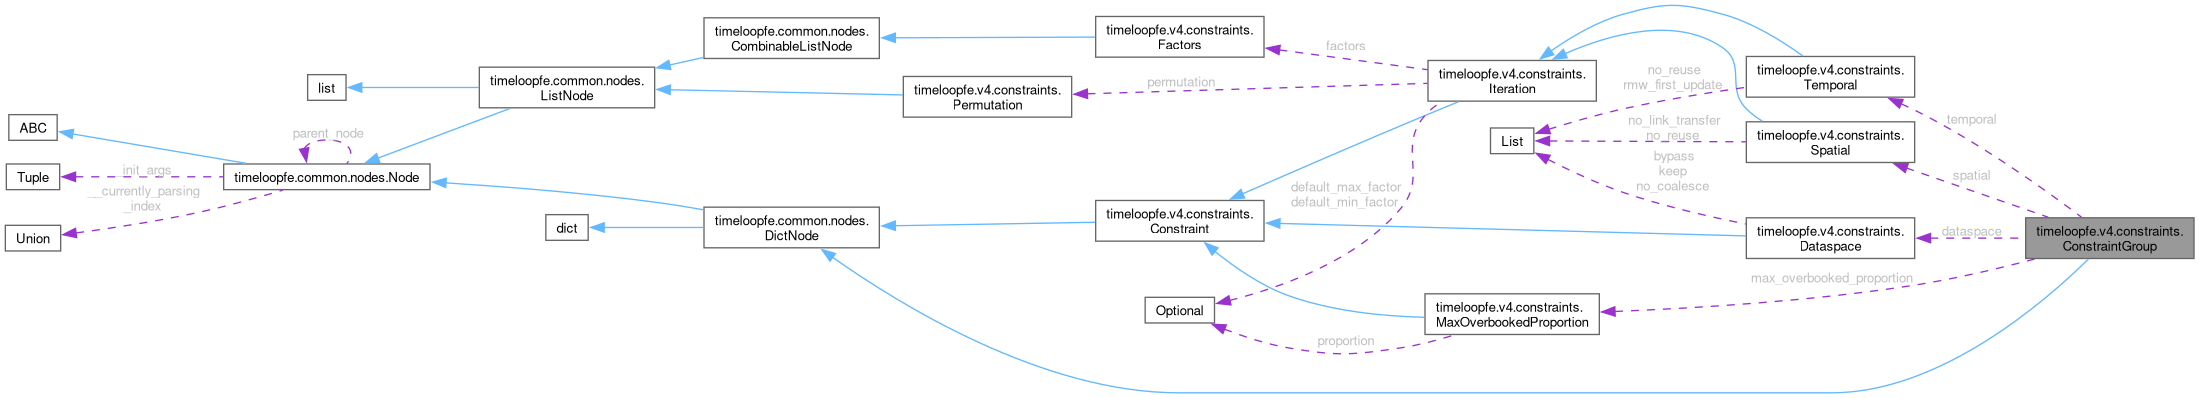 timeloopfe.common.nodes.
CombinableListNode
timeloopfe.v4.constraints.
Factors
factors
timeloopfe.v4.constraints.
Temporal
timeloopfe.common.nodes.
ListNode
list
timeloopfe.v4.constraints.
Iteration
no_reuse
rmw_first_update
permutation
timeloopfe.v4.constraints.
Permutation
ABC
parent_node
List
no_link_transfer
no_reuse
timeloopfe.v4.constraints.
Spatial
temporal
Tuple
init_args
timeloopfe.common.nodes.Node
bypass
keep
no_coalesce
spatial
__currently_parsing
_index
default_max_factor
default_min_factor
Union
dict
timeloopfe.common.nodes.
DictNode
timeloopfe.v4.constraints.
Constraint
timeloopfe.v4.constraints.
Dataspace
dataspace
timeloopfe.v4.constraints.
ConstraintGroup
max_overbooked_proportion
Optional
timeloopfe.v4.constraints.
MaxOverbookedProportion
proportion